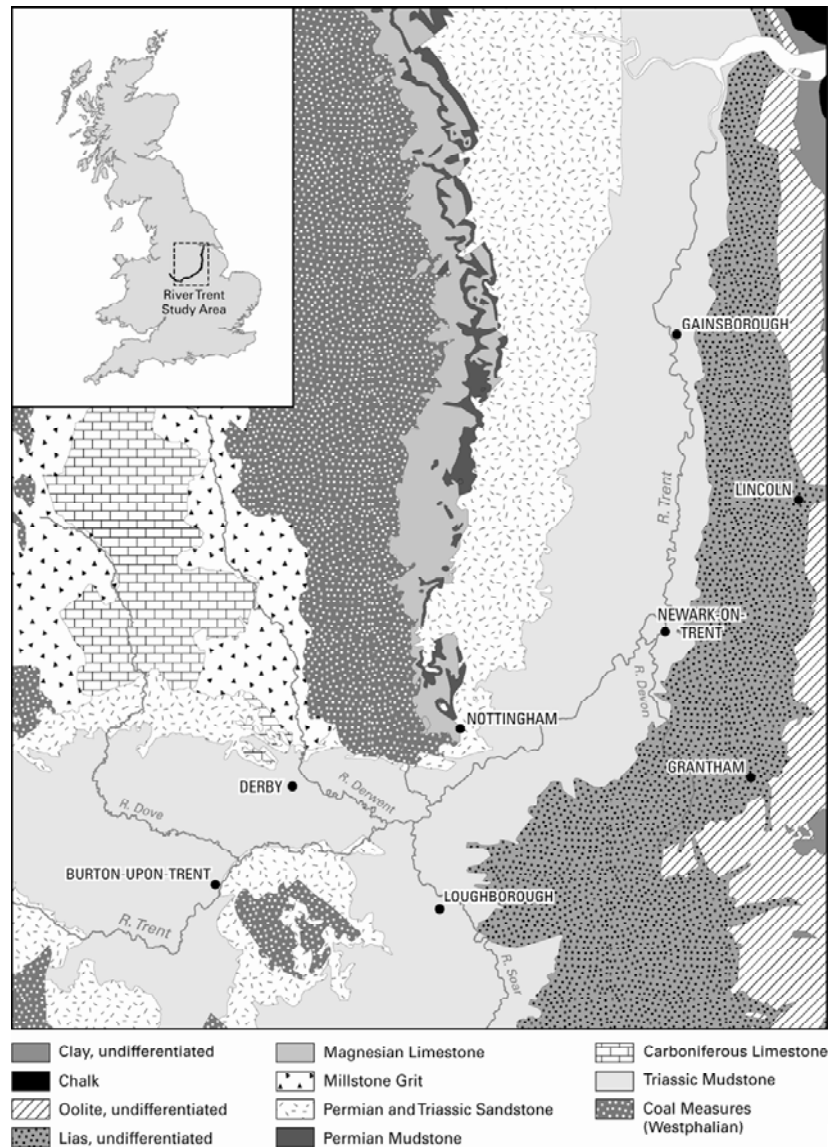 River Trent
Study Area
GAINSBOROUGH
R. Trent
LINCOLN
NEWARK-ON-
TRENT
R. Devon
NOTTINGHAM
GRANTHAM
DERBY
R. Derwent
R. Dove
BURTON-UPON-TRENT
LOUGHBOROUGH
R. Trent
R. Soar
Clay, undifferentiated
Chalk
Oolite, undifferentiated
Lias, undifferentiated
Magnesian Limestone
Millstone Grit
Permian and Triassic Sandstone
Permian Mudstone
Carboniferous Limestone
Triassic Mudstone
Coal Measures
(Westphalian)